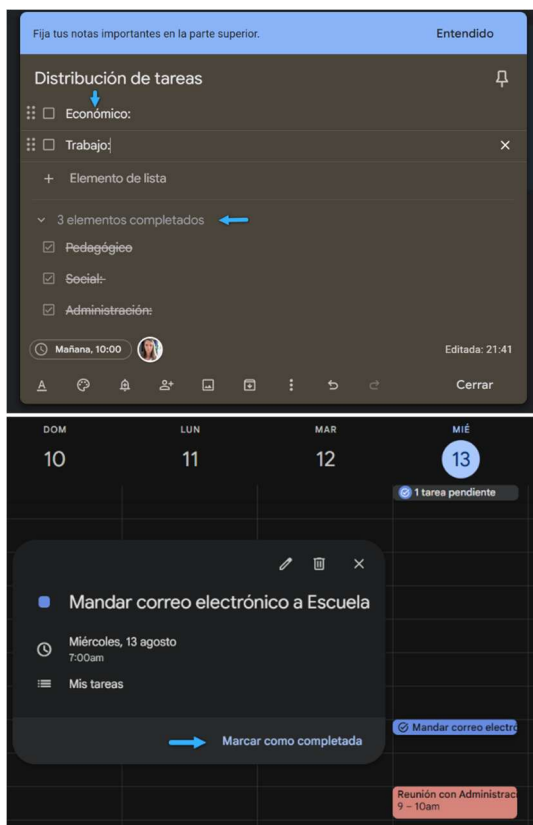 Fija tus notas importantes en la parte superior. Entendido
Distribución de tareas
Económico:
Trabajo:
+ Elemento de lista
3 elementos completados
Pedagógico
Social:
Administración:
Mañana, 10:00 Editada: 21:41
A Cerrar
DOM LUN MAR MIÉ
10 11 12 13
1 tarea pendiente
Mandar correo electrónico a Escuela
Miércoles, 13 agosto
7:00am
Mis tareas
Marcar como completada
Mandar correo electró
Reunión con Administrac
9 – 10am